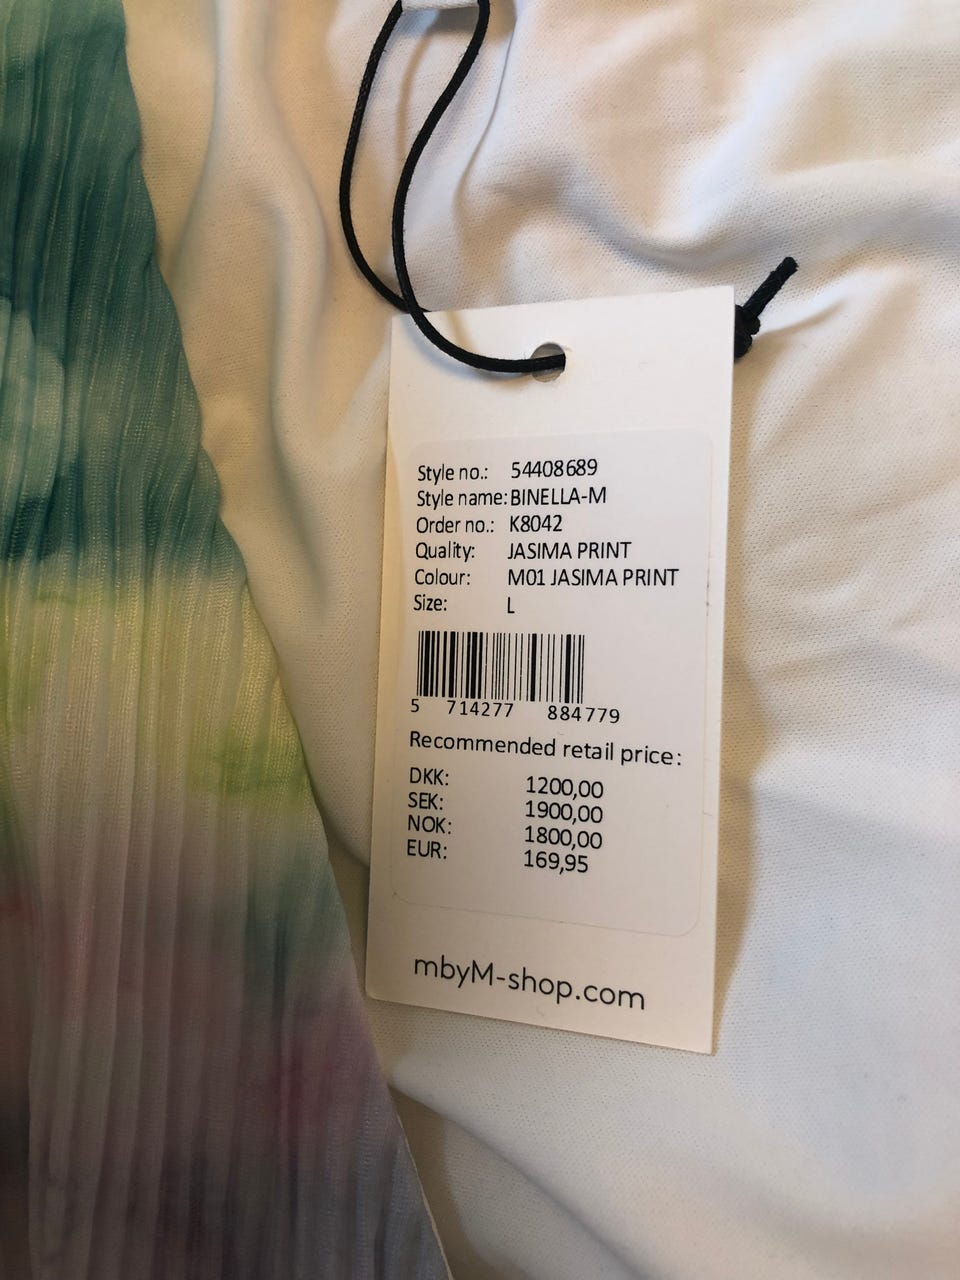 Style no.: 54408689
Style name: BINELLA-M
Order no.: K8042
Quality: JASIMA PRINT
Colour: M01 JASIMA PRINT
Size: L
5 714277 884779
Recommended retail price:
DKK: 1200,00
SEK: 1900,00
NOK: 1800,00
EUR: 169,95
mbyM-shop.com